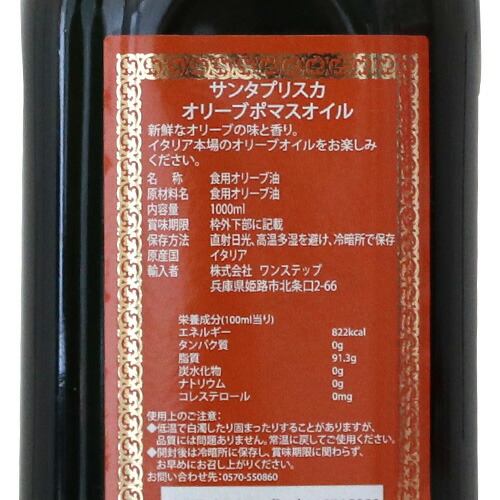 サンタプリスカ
オリーブポマスオイル
新鮮なオリーブの味と香り。
イタリア本場のオリーブオイルをお楽しみ
ください。
名　称　食用オリーブ油
原材料名　食用オリーブ油
内容量　1000ml
賞味期限　枠外下部に記載
保存方法　直射日光、高温多湿を避け、冷暗所で保存
原産国　イタリア
輸入者　株式会社 ワンステップ
兵庫県姫路市北条口2-66
栄養成分(100ml当り)
エネルギー　822kcal
タンパク質　0g
脂質　91.3g
炭水化物　0g
ナトリウム　0g
コレステロール　0mg
使用上のご注意：
◆低温で白濁したり固まったりすることがありますが、
品質には問題ありません。常温に戻してご使用ください。
◆開封後は冷暗所に保存し、賞味期限に関わらず、
お早めにお召し上がりください。
お問い合わせ先：0570-550860